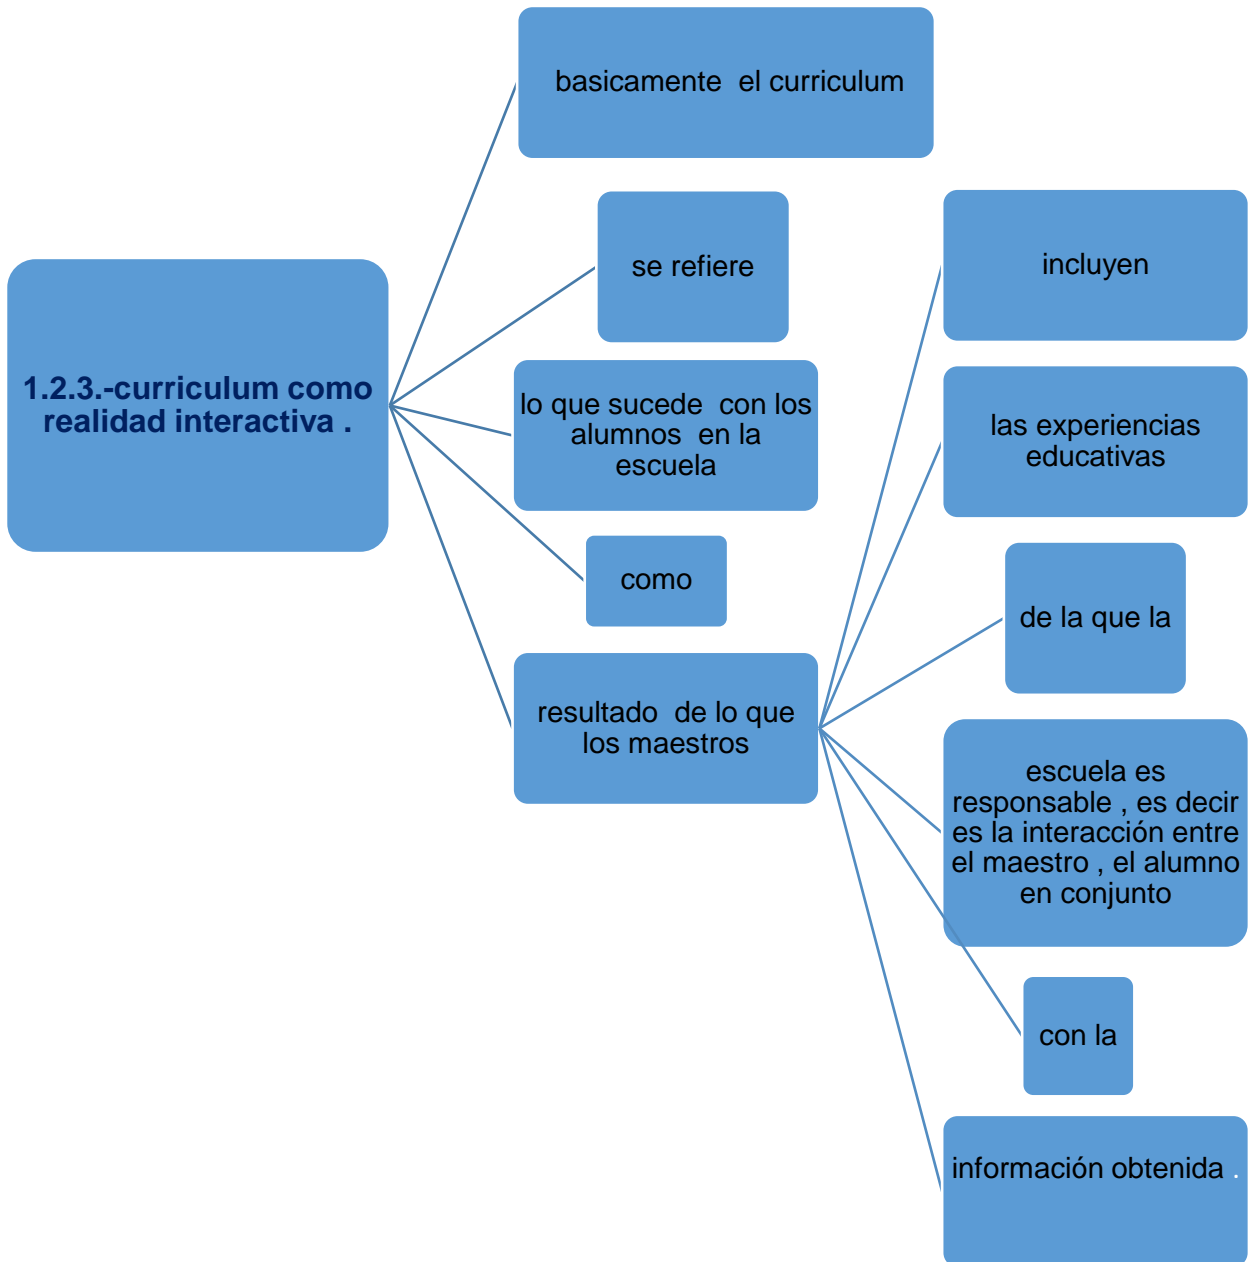 1.2.3.-curriculum como
realidad interactiva .
basicamente el curriculum
se refiere
lo que sucede con los
alumnos en la
escuela
como
resultado de lo que
los maestros
incluyen
las experiencias
educativas
de la que la
escuela es
responsable , es decir
es la interacción entre
el maestro , el alumno
en conjunto
con la
información obtenida .